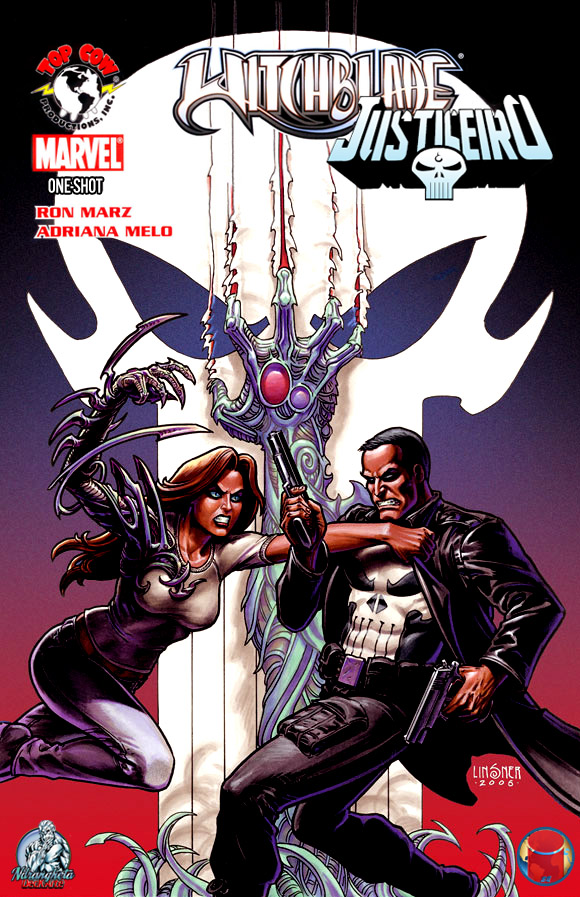 TOP COW
PRODUCTIONS, INC.
WITCHBLADE
JUSTICEIRO
MARVEL
ONE-SHOT
RON MARZ
ADRIANA MELO
LINSNER
2006